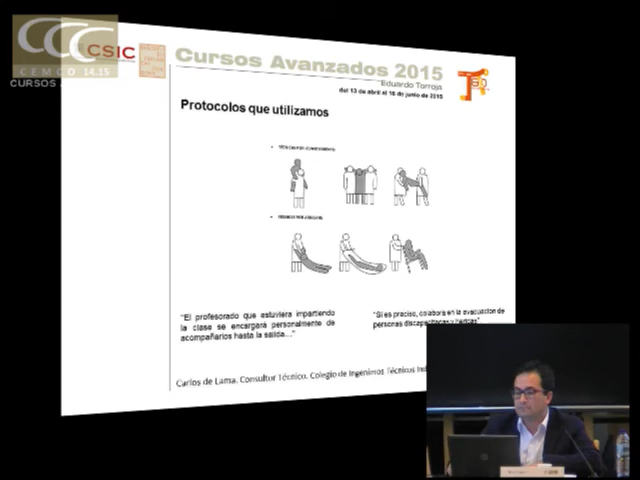 CCC
CEMCO 14.15
CURSOS
CSIC
Cursos Avanzados 2015
Eduardo Torroja
del 13 de abril al 16 de junio de 2015
Protocolos que utilizamos
"El profesorado que estuviera impartiendo
la clase se encargará personalmente de
acompañarlos hasta la salida..."
"Si es preciso, colabora en la evacuación de
personas discapacitadas y heridas"
Carlos de Lama. Consultor Técnico. Colegio de Ingenieros Técnicos